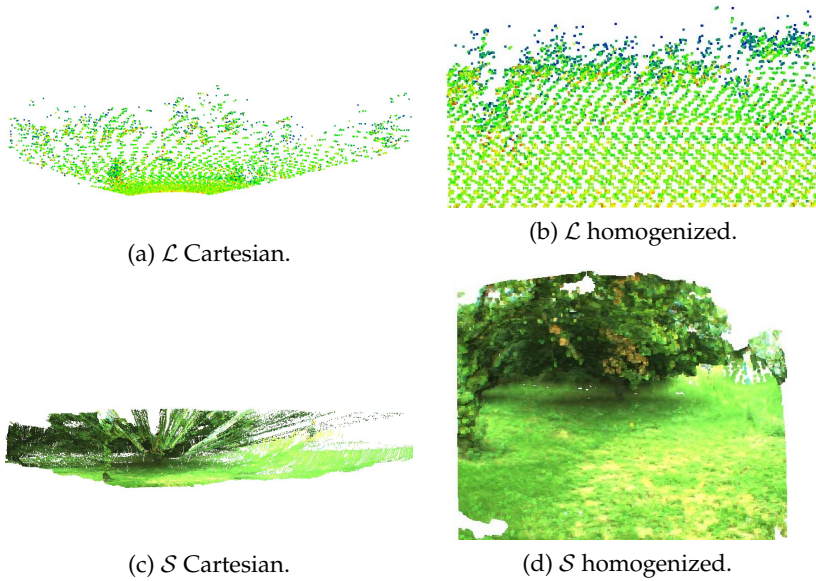 (a) ℒ Cartesian.
(b) ℒ homogenized.
(c) 𝒮 Cartesian.
(d) 𝒮 homogenized.